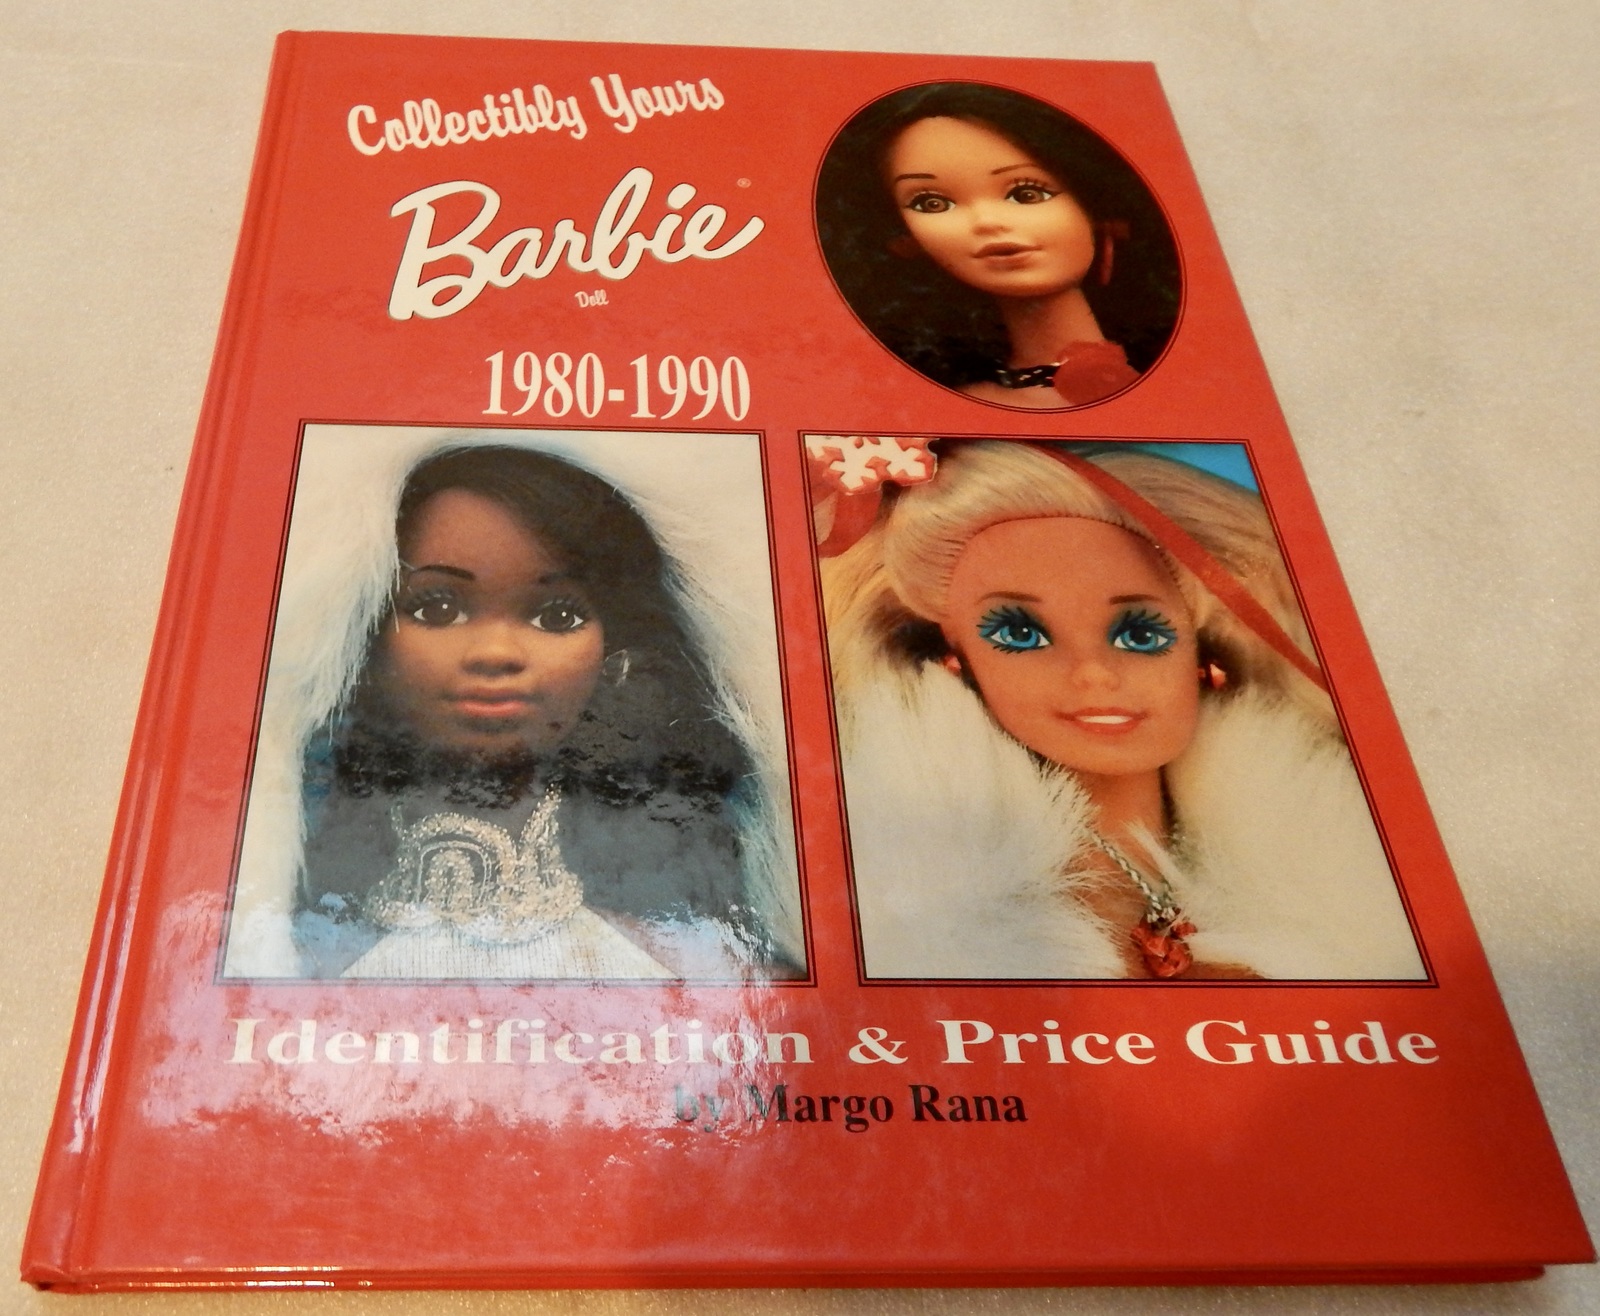 Collectibly Yours
Barbie®
Doll
1980-1990
Identification & Price Guide
by Margo Rana